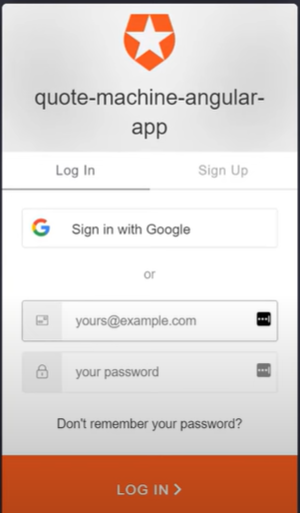 quote-machine-angular-
app
Log In
Sign Up
Sign in with Google
or
yours@example.com
your password
Don't remember your password?
LOG IN >